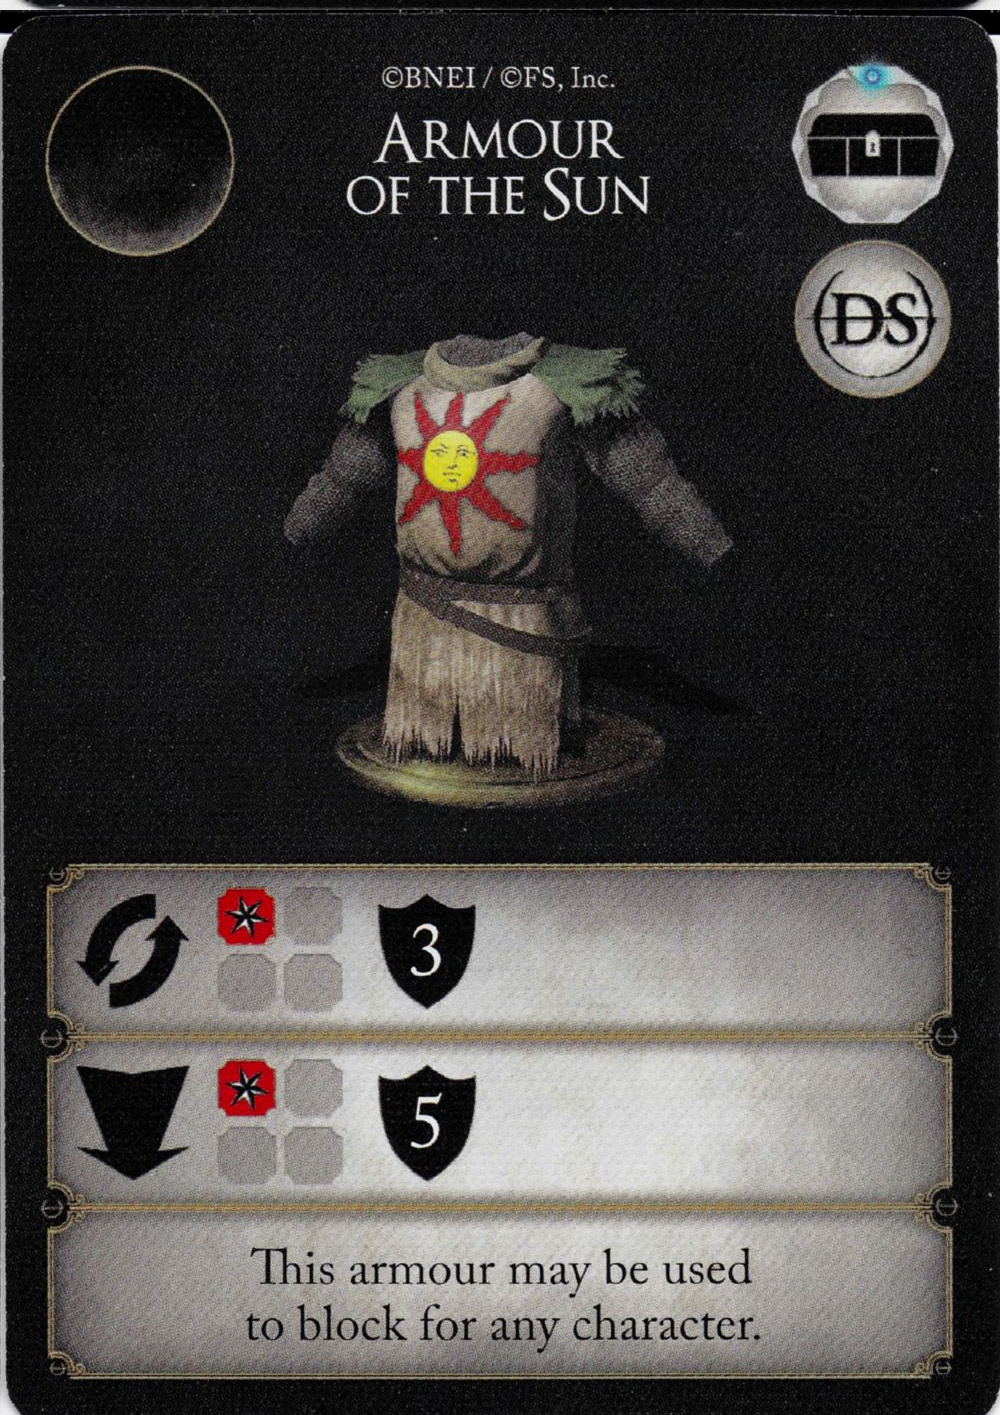 ©BNEI / ©FS, Inc.
ARMOUR
OF THE SUN
DS
3
5
This armour may be used
to block for any character.